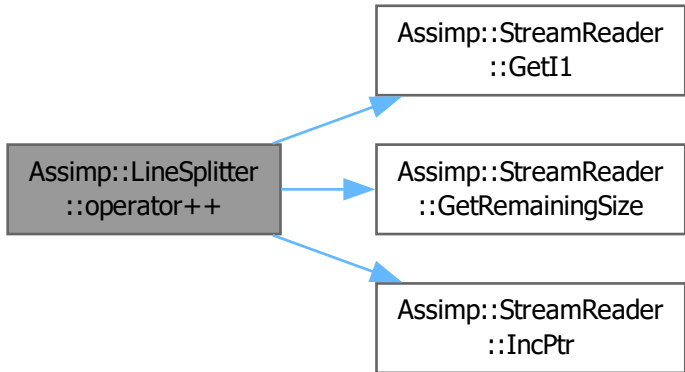 Assimp::LineSplitter
::operator++
Assimp::StreamReader
::GetI1
Assimp::StreamReader
::GetRemainingSize
Assimp::StreamReader
::IncPtr